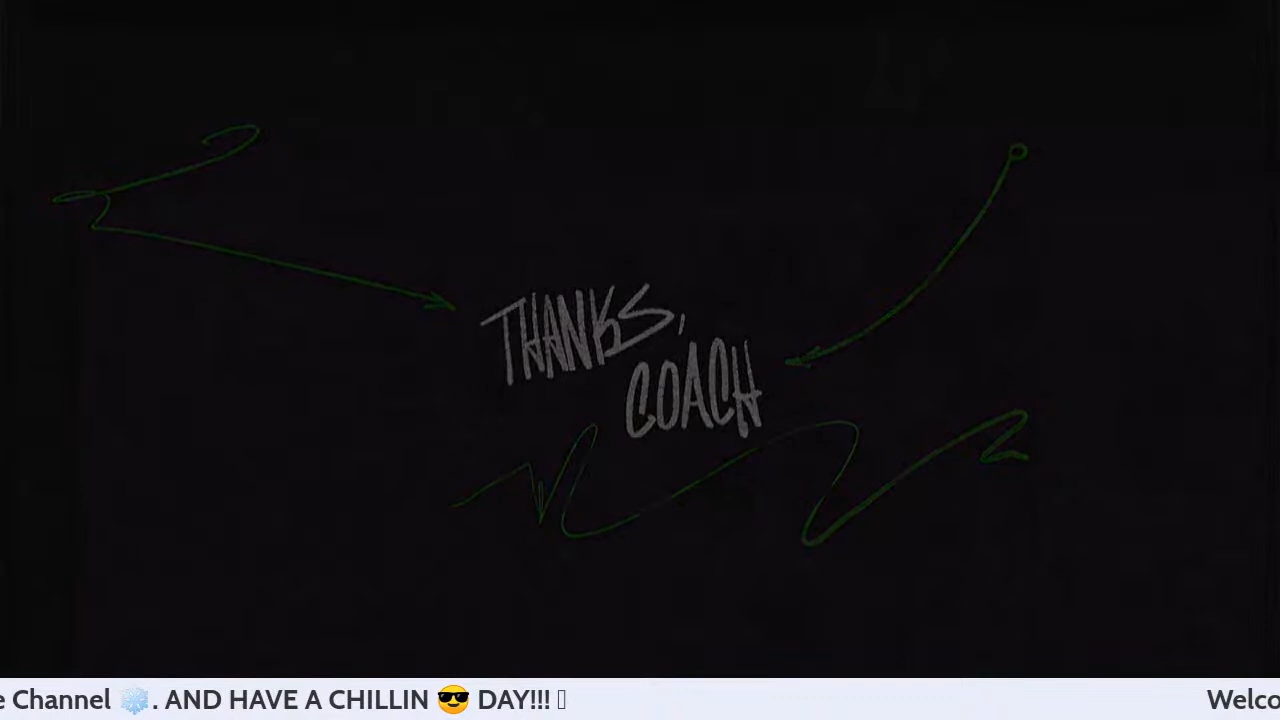 THANKS,
COACH
e Channel ❄️. AND HAVE A CHILLIN 😎 DAY!!! Welco